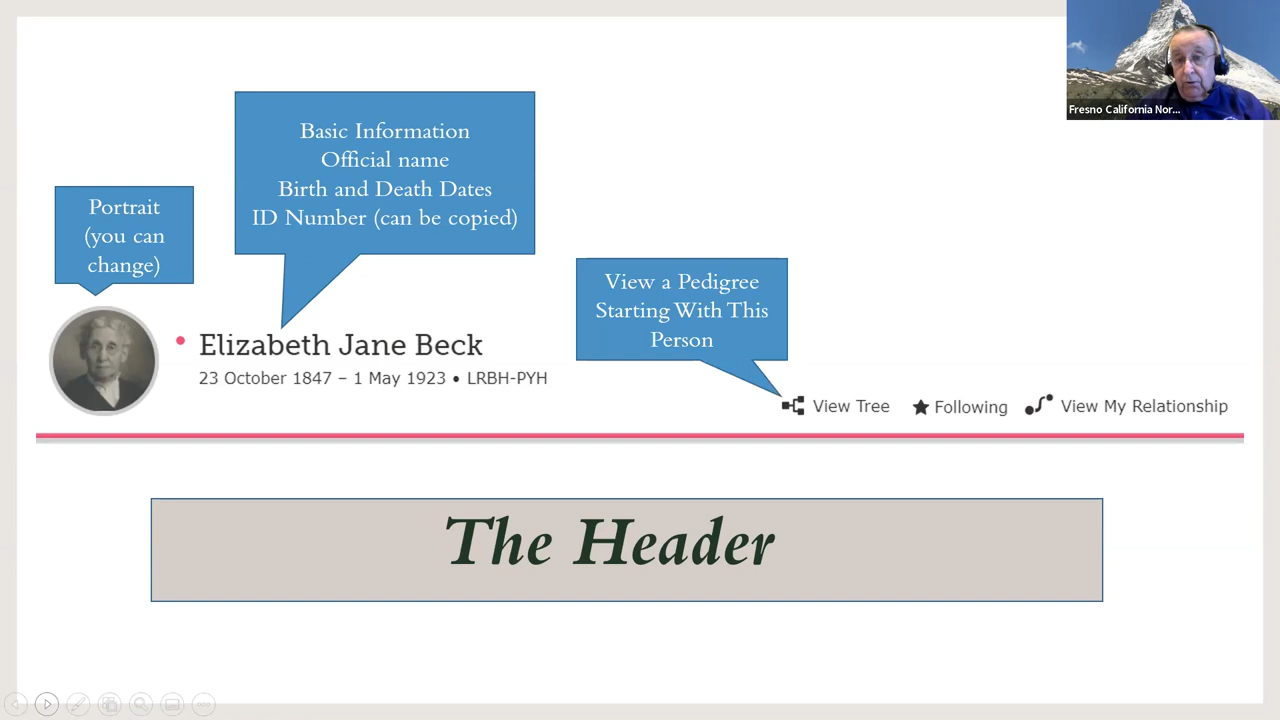 Fresno California Nor...
Basic Information
Official name
Birth and Death Dates
ID Number (can be copied)
Portrait
(you can
change)
View a Pedigree
Starting With This
Person
• Elizabeth Jane Beck
23 October 1847 – 1 May 1923 • LRBH-PYH
View Tree
Following
View My Relationship
The Header